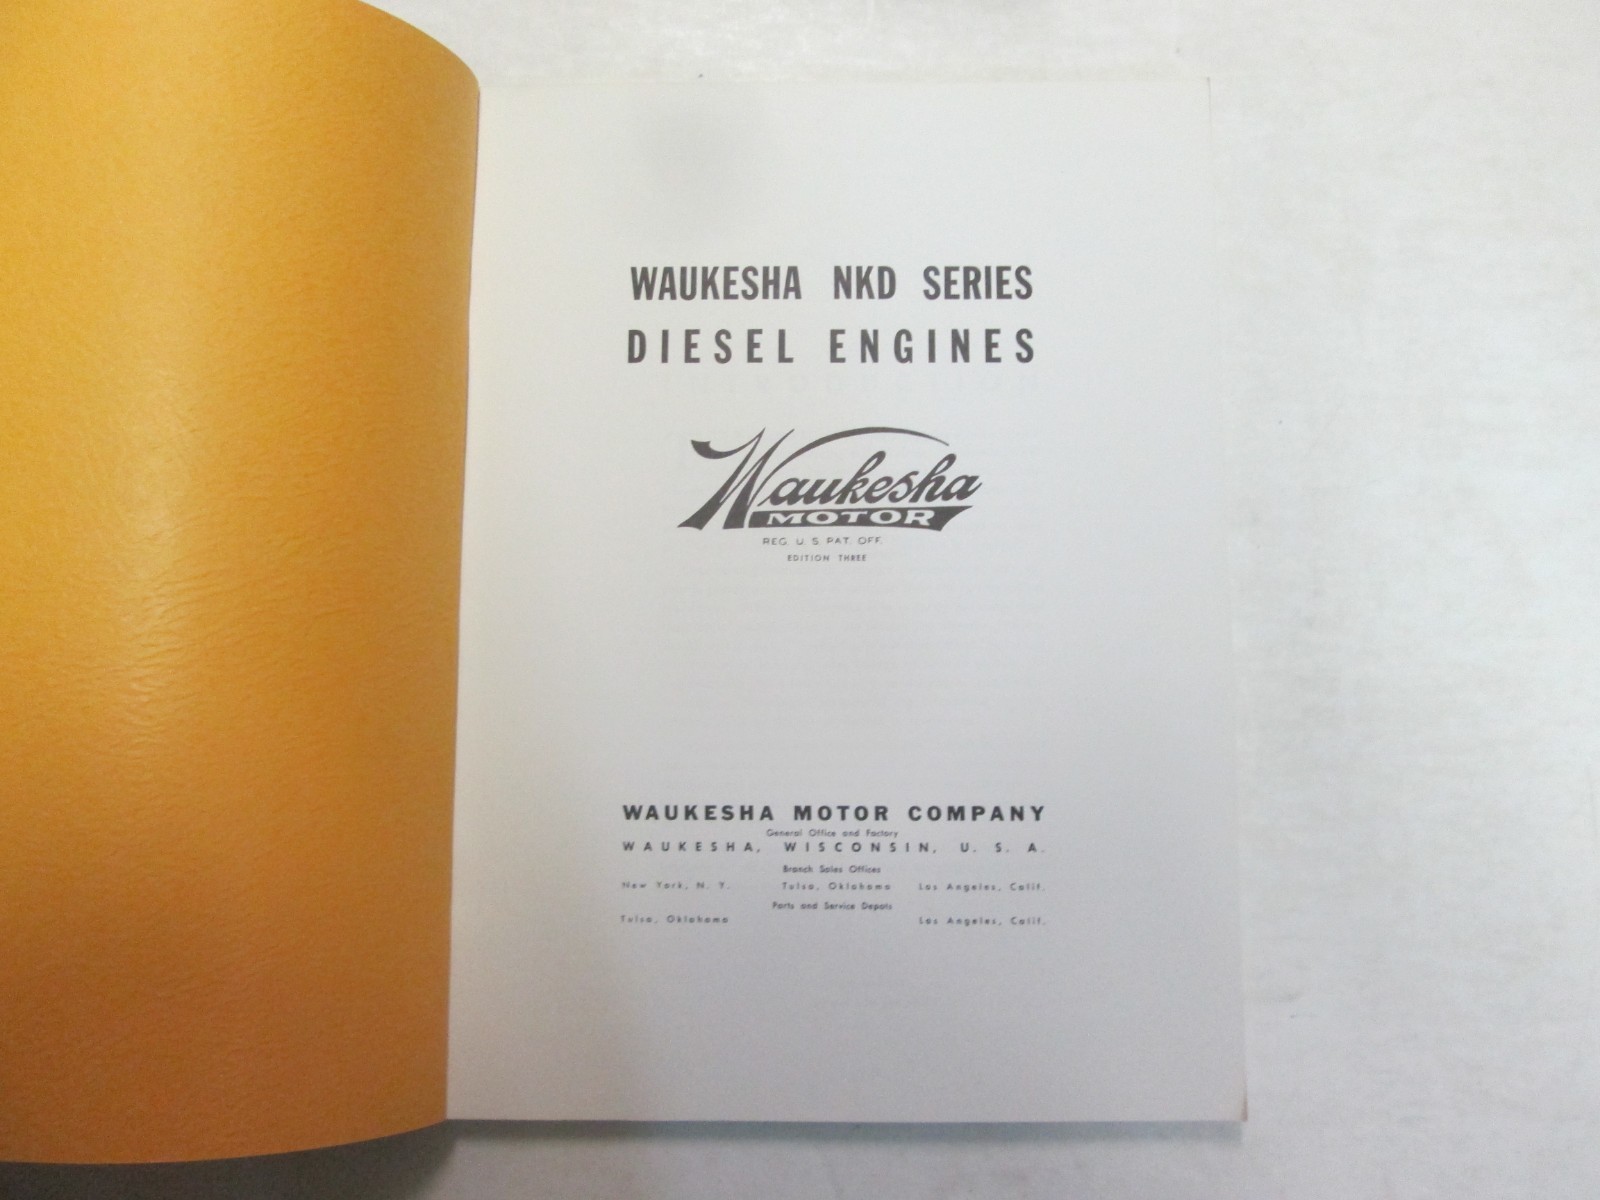 WAUKESHA NKD SERIES
DIESEL ENGINES
Waukesha
MOTOR
REG. U. S. PAT. OFF.
EDITION THREE
WAUKESHA MOTOR COMPANY
General Office and Factory
WAUKESHA, WISCONSIN, U. S. A.
Branch Sales Offices
New York, N. Y. Tulsa, Oklahoma Los Angeles, Calif.
Parts and Service Depots
Tulsa, Oklahoma Los Angeles, Calif.